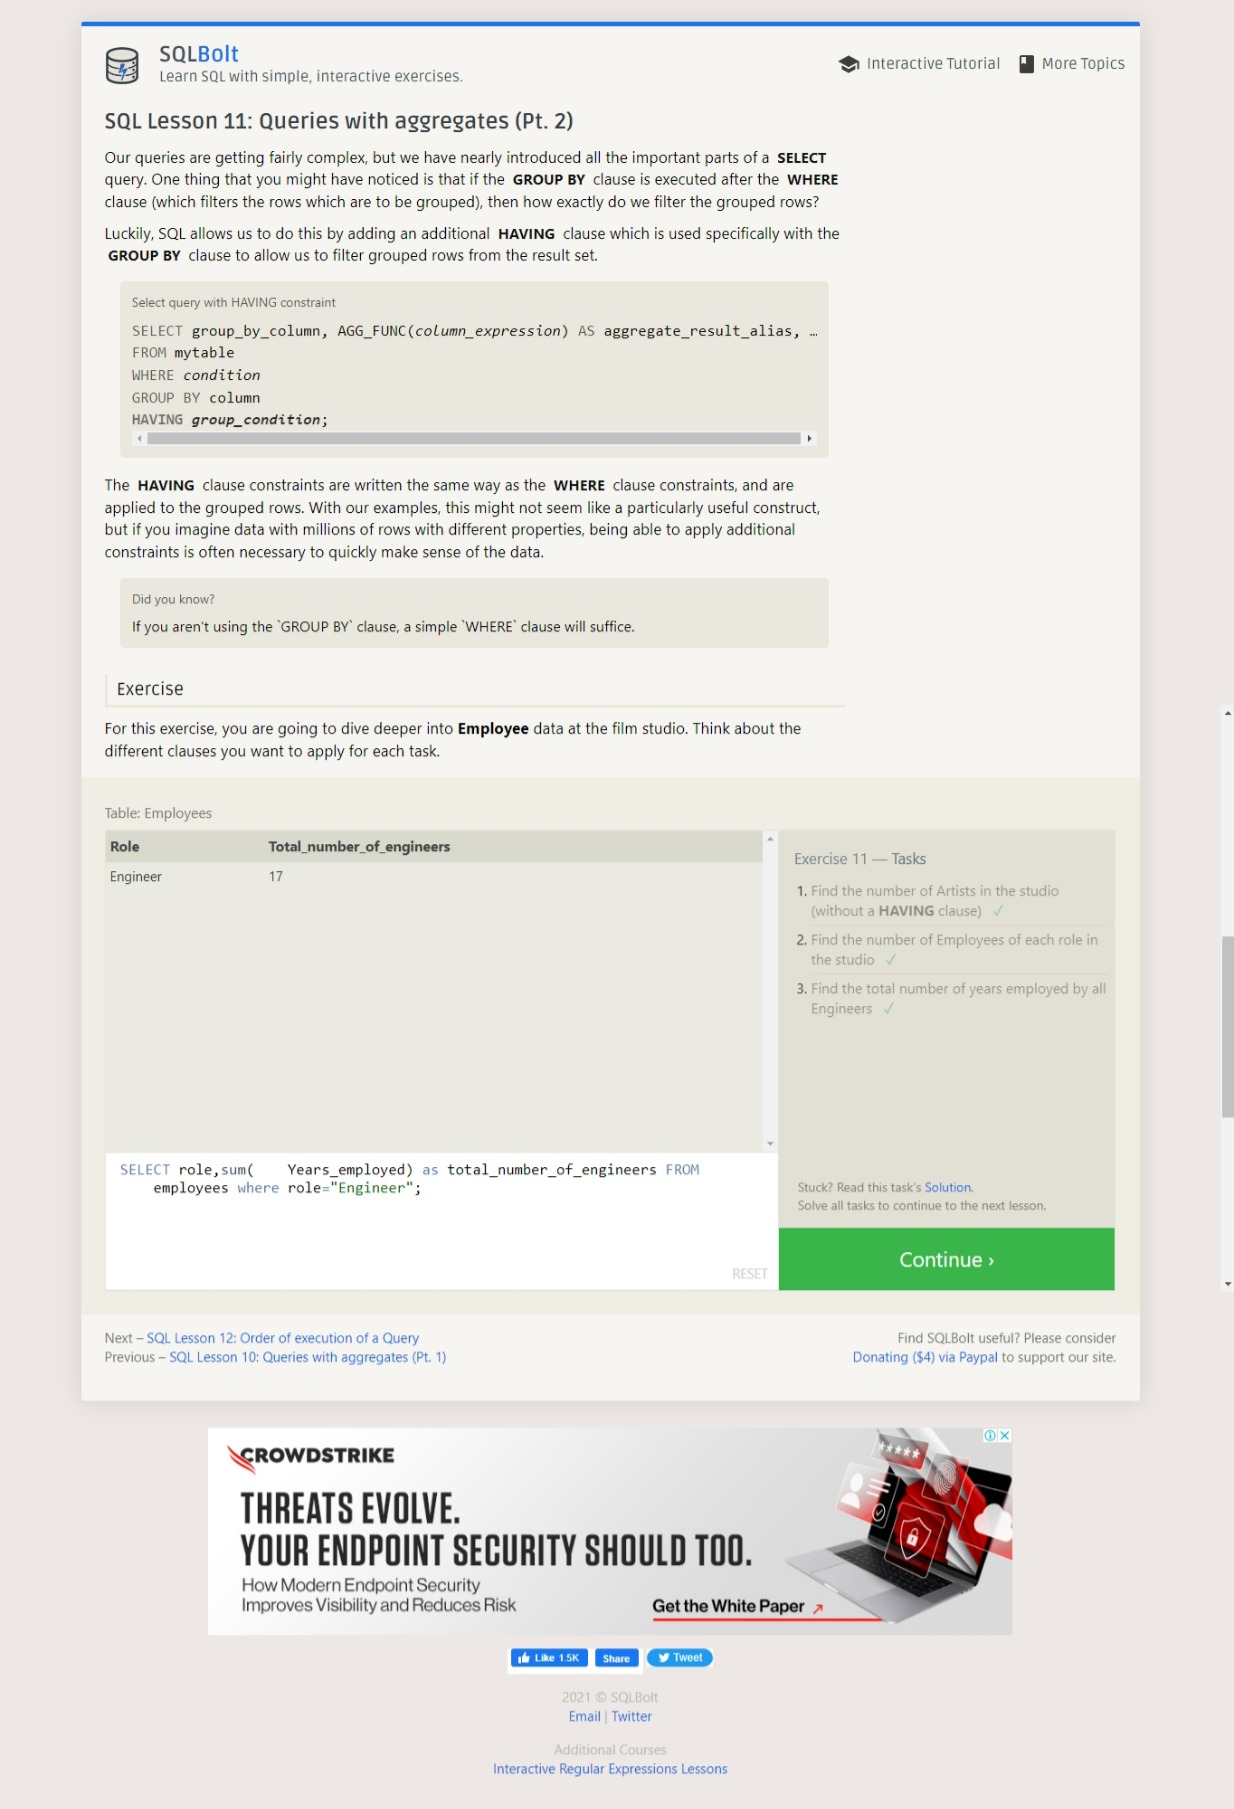 SQLBolt
Learn SQL with simple, interactive exercises.
Interactive Tutorial
More Topics
SQL Lesson 11: Queries with aggregates (Pt. 2)
Our queries are getting fairly complex, but we have nearly introduced all the important parts of a SELECT
query. One thing that you might have noticed is that if the GROUP BY clause is executed after the WHERE
clause (which filters the rows which are to be grouped), then how exactly do we filter the grouped rows?
Luckily, SQL allows us to do this by adding an additional HAVING clause which is used specifically with the
GROUP BY clause to allow us to filter grouped rows from the result set.
Select query with HAVING constraint
SELECT group_by_column, AGG_FUNC(column_expression) AS aggregate_result_alias, …
FROM mytable
WHERE condition
GROUP BY column
HAVING group_condition;
The HAVING clause constraints are written the same way as the WHERE clause constraints, and are
applied to the grouped rows. With our examples, this might not seem like a particularly useful construct,
but if you imagine data with millions of rows with different properties, being able to apply additional
constraints is often necessary to quickly make sense of the data.
Did you know?
If you aren't using the `GROUP BY` clause, a simple `WHERE` clause will suffice.
Exercise
For this exercise, you are going to dive deeper into Employee data at the film studio. Think about the
different clauses you want to apply for each task.
Table: Employees
Role Total_number_of_engineers
Engineer 17
SELECT role,sum(    Years_employed) as total_number_of_engineers FROM
employees where role="Engineer";
RESET
Exercise 11 — Tasks
1. Find the number of Artists in the studio
(without a HAVING clause) ✓
2. Find the number of Employees of each role in
the studio ✓
3. Find the total number of years employed by all
Engineers ✓
Stuck? Read this task's Solution.
Solve all tasks to continue to the next lesson.
Continue ›
Next – SQL Lesson 12: Order of execution of a Query
Previous – SQL Lesson 10: Queries with aggregates (Pt. 1)
Find SQLBolt useful? Please consider
Donating ($4) via Paypal to support our site.
CROWDSTRIKE
THREATS EVOLVE.
YOUR ENDPOINT SECURITY SHOULD TOO.
How Modern Endpoint Security
Improves Visibility and Reduces Risk
Get the White Paper
Like 1.5K
Share
Tweet
2021 © SQLBolt
Email | Twitter
Additional Courses
Interactive Regular Expressions Lessons